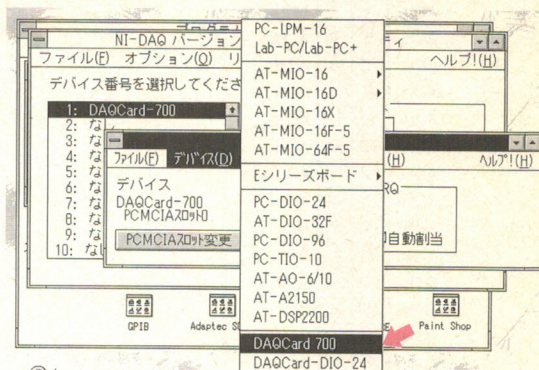 NI-DAQ バージョン
ファイル(F) オプション(O)
ヘルプ!(H)
デバイス番号を選択してくださ
1: DAQCard-700
2: なし
3: な
4: な
5: な
6: な
7: な
8: な
9: な
10: な
ファイル(F) デバイス(D)
(H) ヘルプ!(H)
デバイス
DAQCard-700
PCMCIAスロット0
PCMCIAスロット変更
RQ
自動割当
PC-LPM-16
Lab-PC/Lab-PC+
AT-MIO-16
AT-MIO-16D
AT-MIO-16X
AT-MIO-16F-5
AT-MIO-64F-5
Eシリーズボード
PC-DIO-24
AT-DIO-32F
PC-DIO-96
PC-TIO-10
AT-AO-6/10
AT-A2150
AT-DSP2200
DAQCard 700
DAQCard-DIO-24
GPIB
Adaptec
Paint Shop